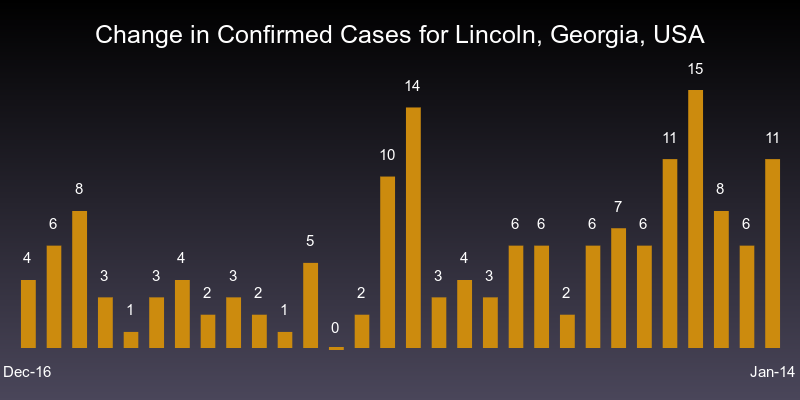 Change in Confirmed Cases for Lincoln, Georgia, USA
4 6 8 3 1 3 4 2 3 2 1 5 0 2 10 14 3 4 3 6 6 2 6 7 6 11 15 8 6 11
Dec-16 Jan-14